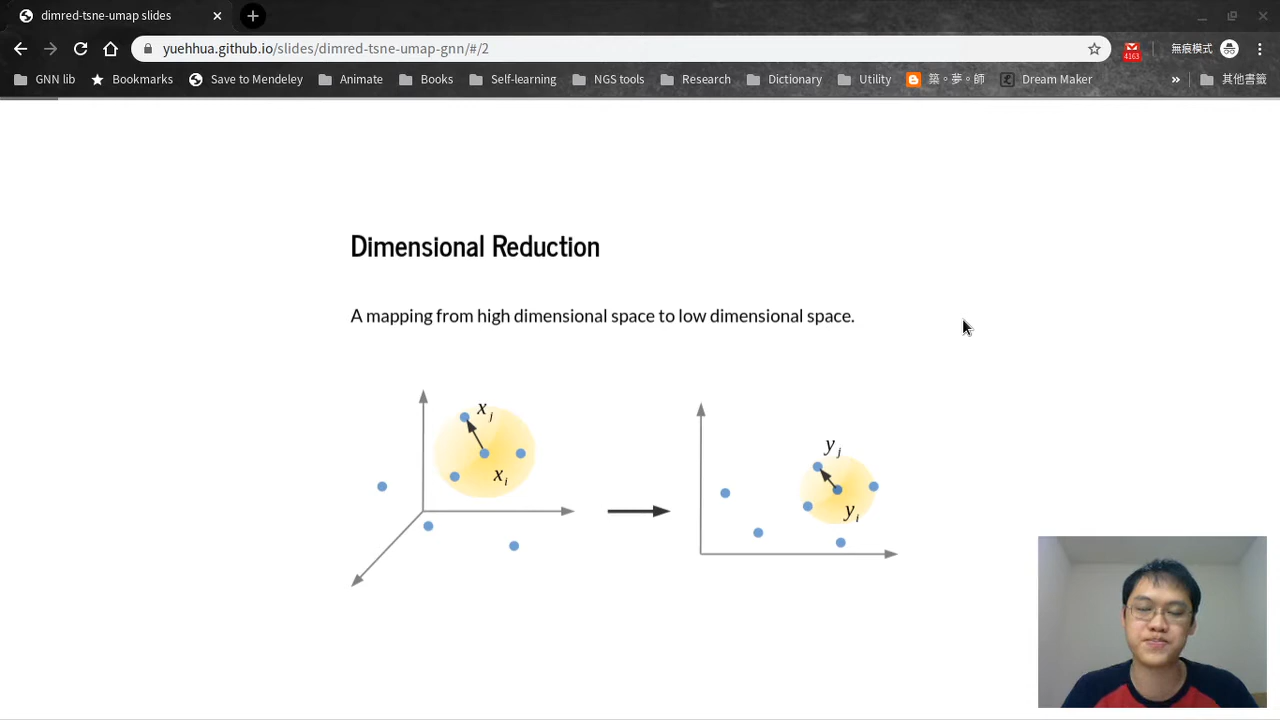 dimred-tsne-umap slides
yuehhua.github.io/slides/dimred-tsne-umap-gnn/#/2
4163
無痕模式
GNN lib
Bookmarks
Save to Mendeley
Animate
Books
Self-learning
NGS tools
Research
Dictionary
Utility
築。夢。師
Dream Maker
其他書籤
Dimensional Reduction
A mapping from high dimensional space to low dimensional space.
x j
x i
y j
y i